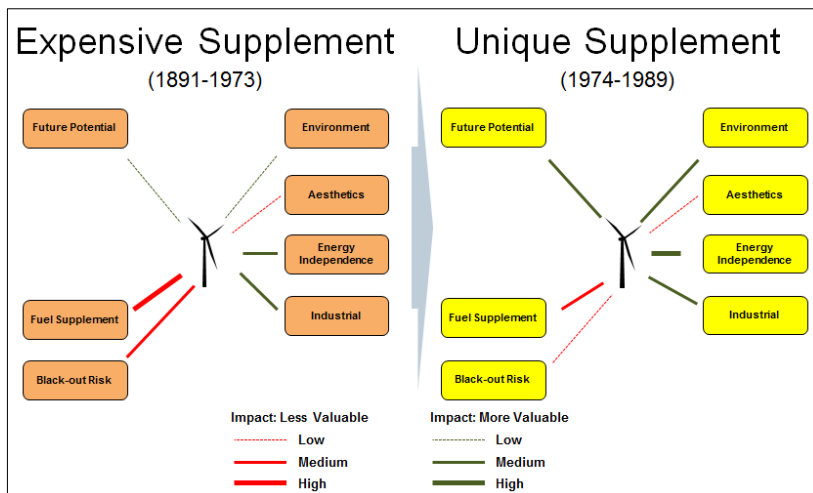 Expensive Supplement
(1891-1973)
Future Potential
Environment
Aesthetics
Energy
Independence
Industrial
Fuel Supplement
Black-out Risk
Unique Supplement
(1974-1989)
Future Potential
Environment
Aesthetics
Energy
Independence
Industrial
Fuel Supplement
Black-out Risk
Impact: Less Valuable
Low
Medium
High
Impact: More Valuable
Low
Medium
High